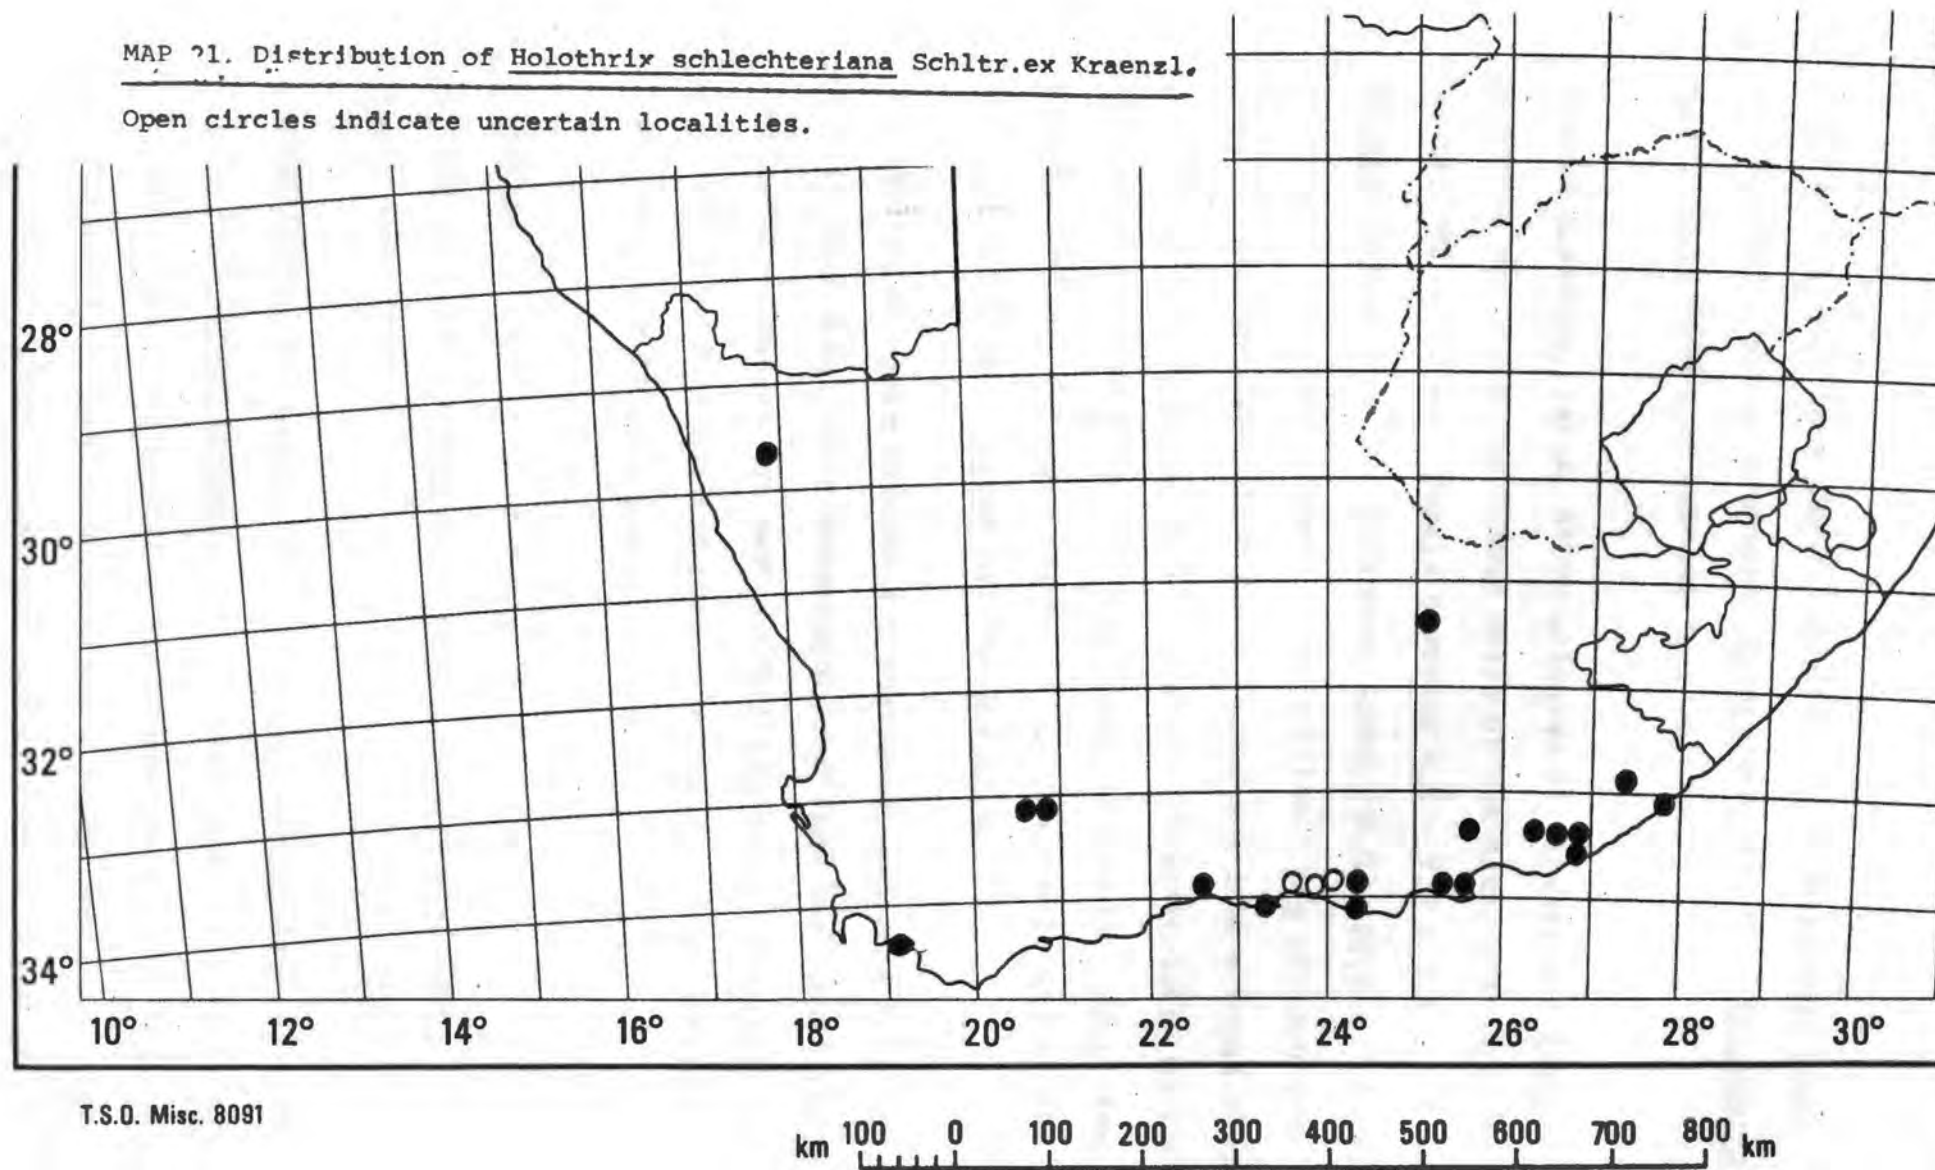 MAP 21. Distribution of Holothrix schlechteriana Schltr.ex Kraenzl.
Open circles indicate uncertain localities.
28°
30°
32°
34°
10° 12° 14° 16° 18° 20° 22° 24° 26° 28° 30°
T.S.O. Misc. 8091
km 100 0 100 200 300 400 500 600 700 800 km